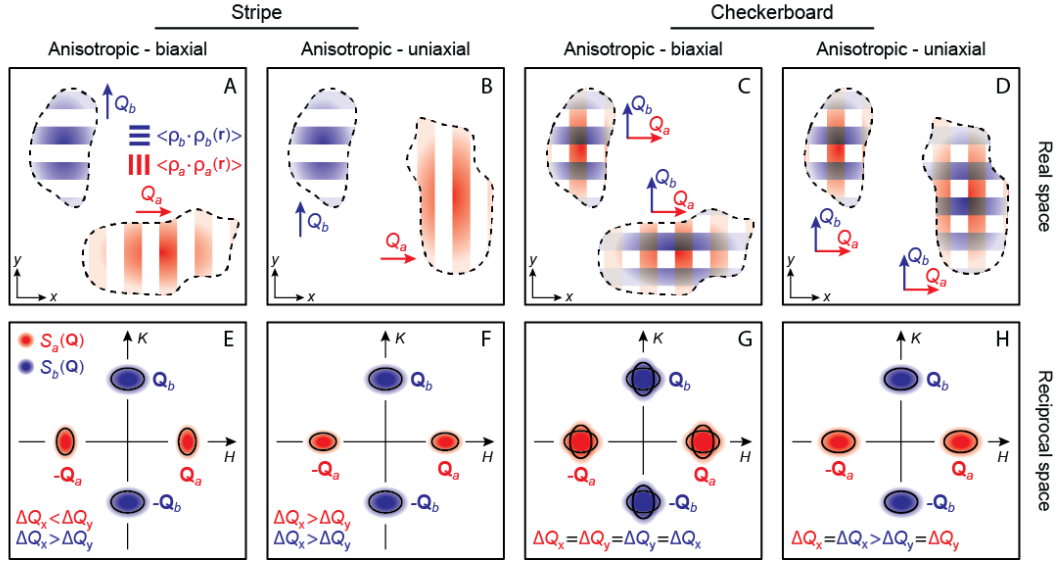 Stripe
Checkerboard
Anisotropic - biaxial
Anisotropic - uniaxial
Anisotropic - biaxial
Anisotropic - uniaxial
A
Q_b
<ρ_b·ρ_b(r)>
<ρ_a·ρ_a(r)>
Q_a
y
x
B
Q_b
Q_a
y
x
C
Q_b
Q_a
Q_b
Q_a
y
x
D
Q_b
Q_a
Q_b
Q_a
y
x
Real space
E
S_a(Q)
S_b(Q)
K
Q_b
H
-Q_a
Q_a
-Q_b
ΔQ_x<ΔQ_y
ΔQ_x>ΔQ_y
F
K
Q_b
H
-Q_a
Q_a
-Q_b
ΔQ_x>ΔQ_y
ΔQ_x>ΔQ_y
G
K
Q_b
H
-Q_a
Q_a
-Q_b
ΔQ_x=ΔQ_y=ΔQ_y=ΔQ_x
H
K
Q_b
H
-Q_a
Q_a
-Q_b
ΔQ_x=ΔQ_x>ΔQ_y=ΔQ_y
Reciprocal space